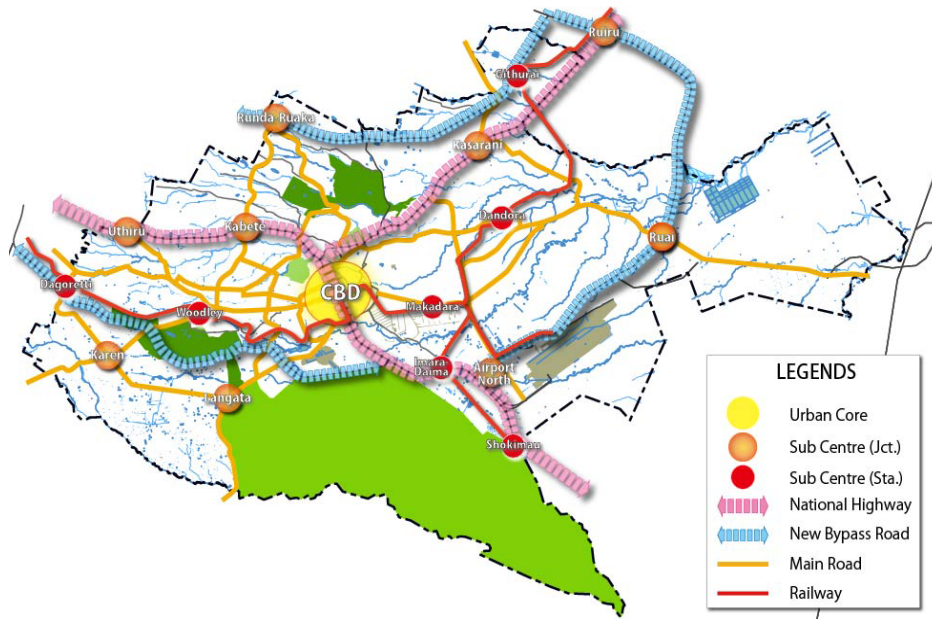 Ruiru
Githurai
Runda Ruaka
Kasarani
Dandora
Uthiru
Kabete
Ruai
Dagoretti
CBD
Woodley
Makadara
Karen
Imara
Daima
Airport
North
Langata
Shokimau
LEGENDS
Urban Core
Sub Centre (Jct.)
Sub Centre (Sta.)
National Highway
New Bypass Road
Main Road
Railway